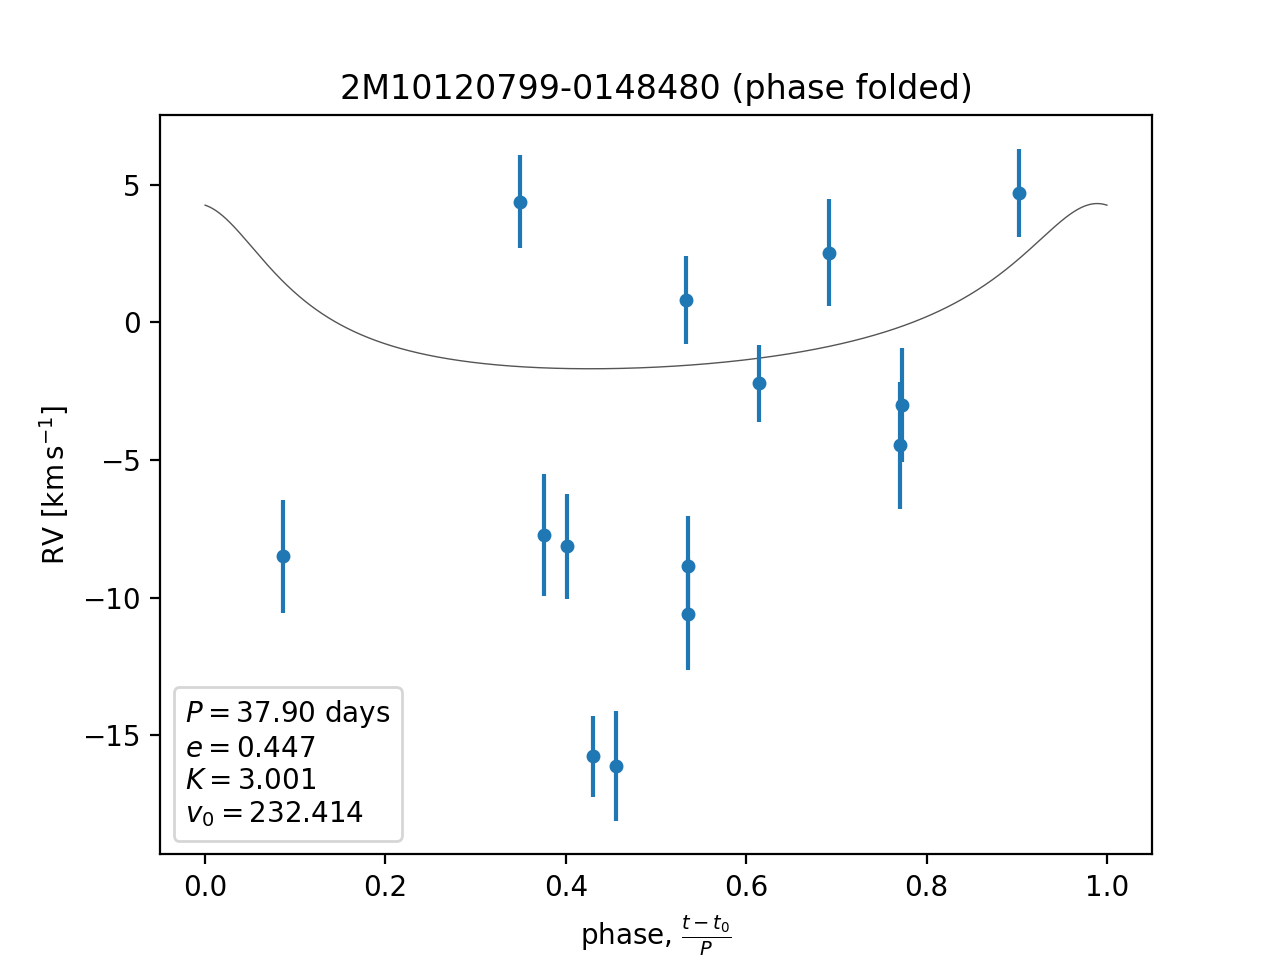 2M10120799-0148480 (phase folded)
5
0
−5
−10
−15
RV [km s⁻¹]
P = 37.90 days
e = 0.447
K = 3.001
v₀ = 232.414
0.0 0.2 0.4 0.6 0.8 1.0
phase, (t − t₀)/P